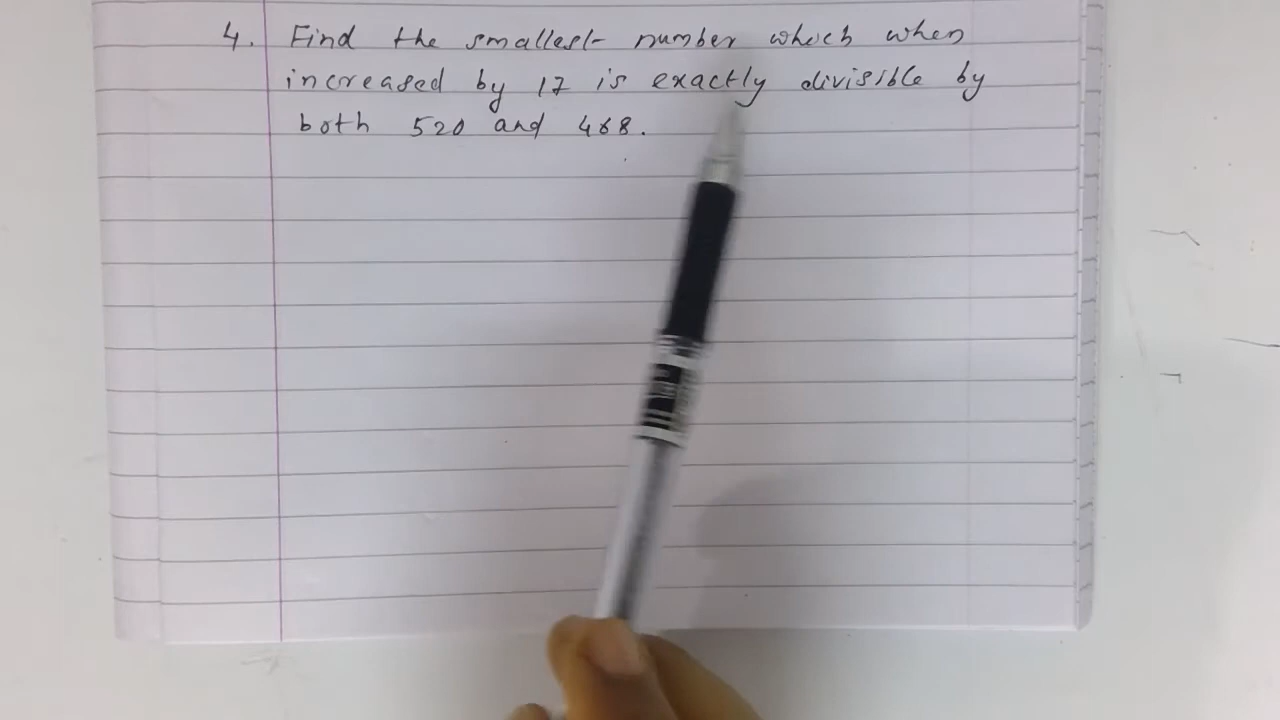 4. Find the smallest number which when
increased by 17 is exactly divisible by
both 520 and 468.